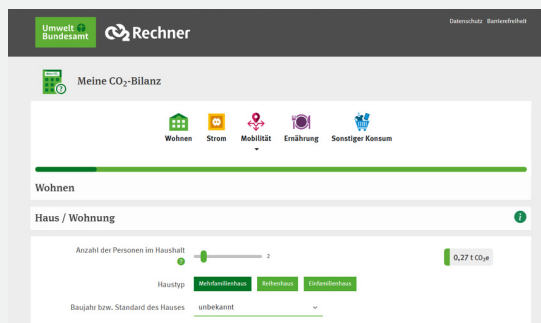 Datenschutz Barrierefreiheit
Umwelt
Bundesamt
CO2 Rechner
Meine CO₂-Bilanz
Wohnen Strom Mobilität Ernährung Sonstiger Konsum
Wohnen
Haus / Wohnung
Anzahl der Personen im Haushalt
2
0,27 t CO₂e
Haustyp Mehrfamilienhaus Reihenhaus Einfamilienhaus
Baujahr bzw. Standard des Hauses unbekannt